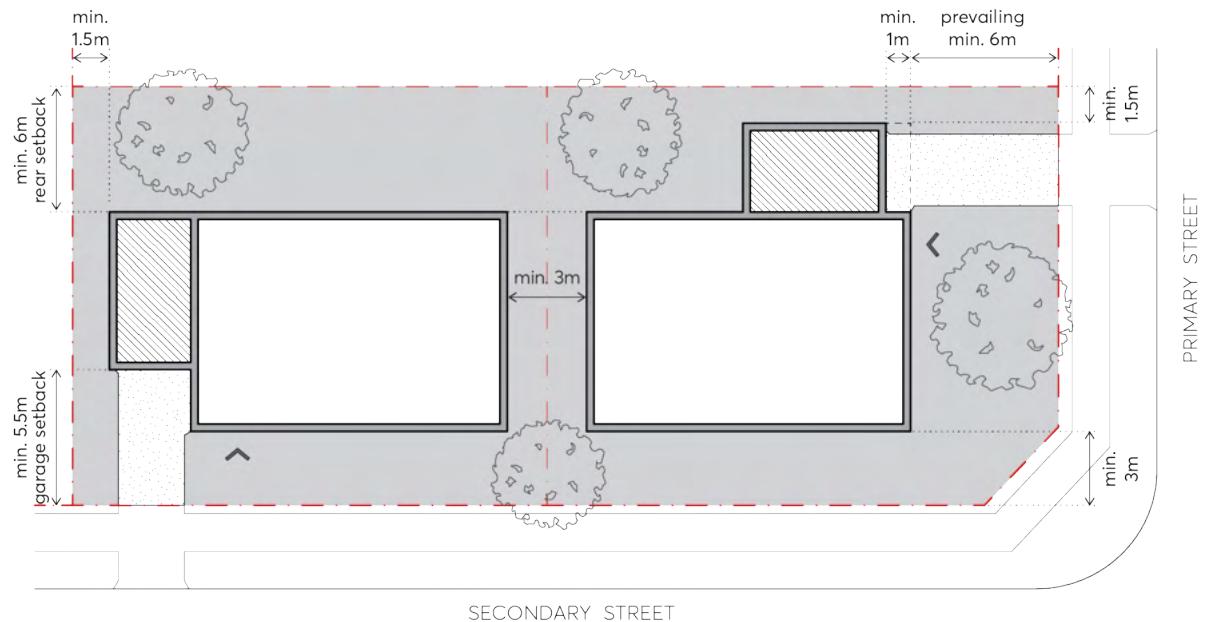 min.
1.5m
min.
1m
prevailing
min. 6m
min. 6m
rear setback
min.
1.5m
min. 3m
PRIMARY STREET
min. 5.5m
garage setback
min.
3m
SECONDARY STREET